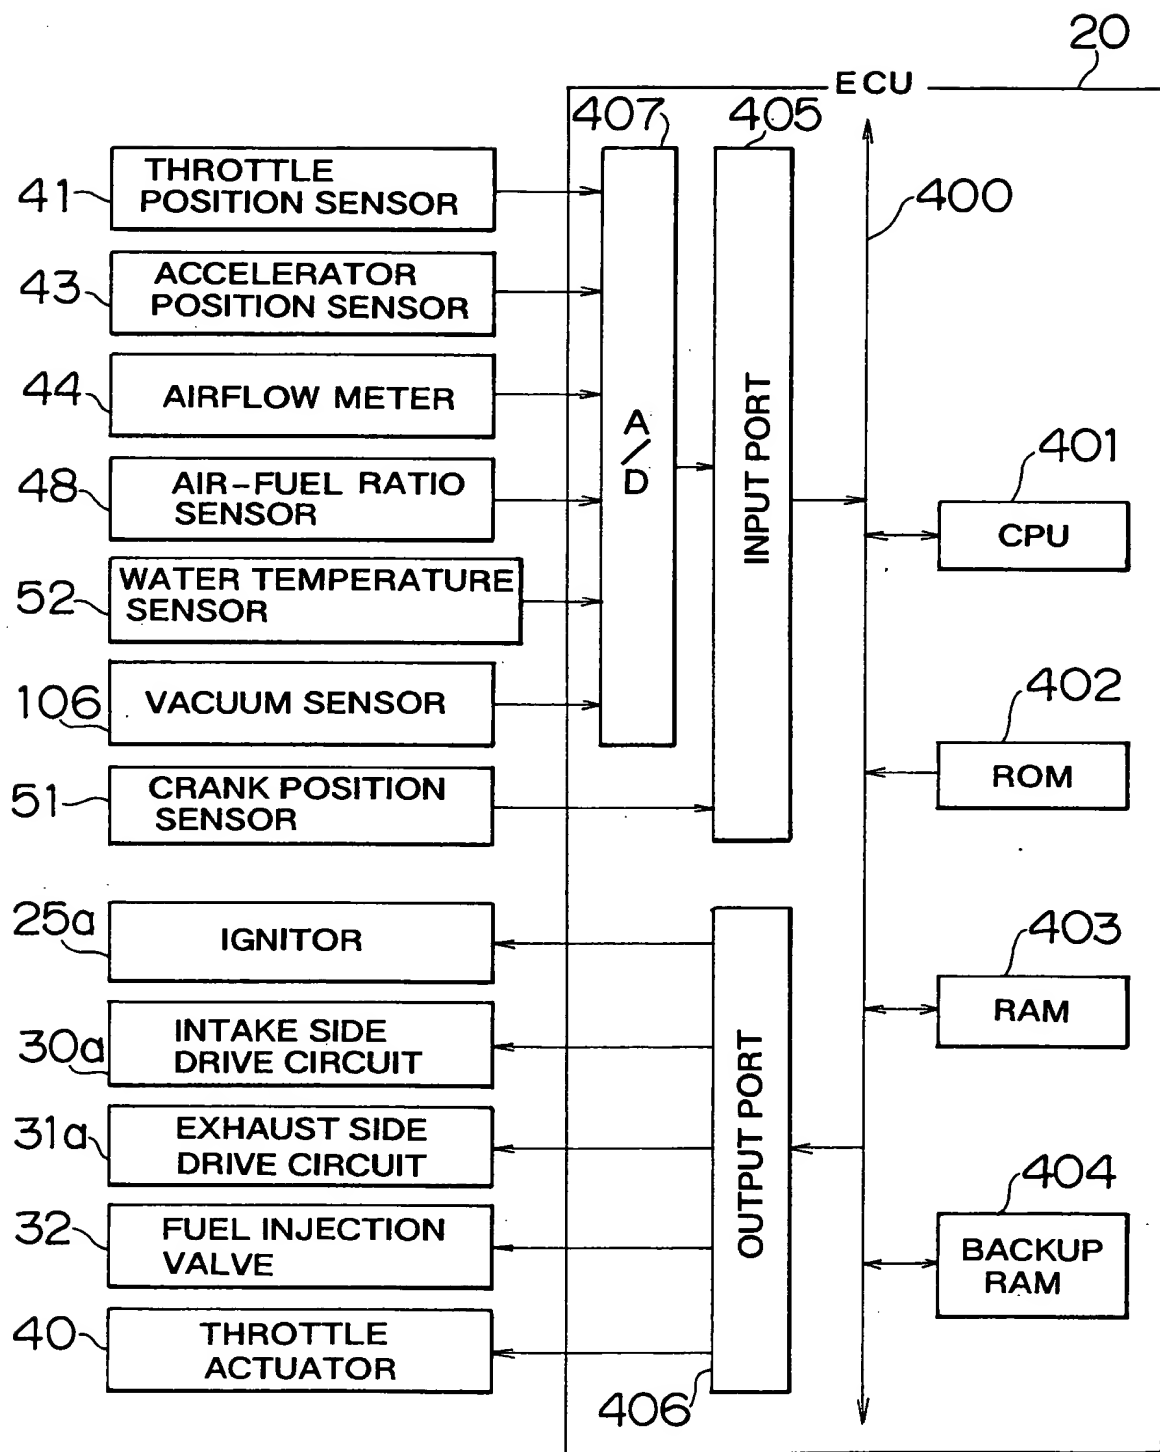 20
ECU
407
405
THROTTLE
POSITION SENSOR
41
400
ACCELERATOR
POSITION SENSOR
43
AIRFLOW METER
44
A/D
INPUT PORT
401
CPU
AIR-FUEL RATIO
SENSOR
48
WATER TEMPERATURE
SENSOR
52
VACUUM SENSOR
106
402
ROM
CRANK POSITION
SENSOR
51
IGNITOR
25a
403
RAM
INTAKE SIDE
DRIVE CIRCUIT
30a
EXHAUST SIDE
DRIVE CIRCUIT
31a
OUTPUT PORT
404
BACKUP
RAM
FUEL INJECTION
VALVE
32
THROTTLE
ACTUATOR
40
406